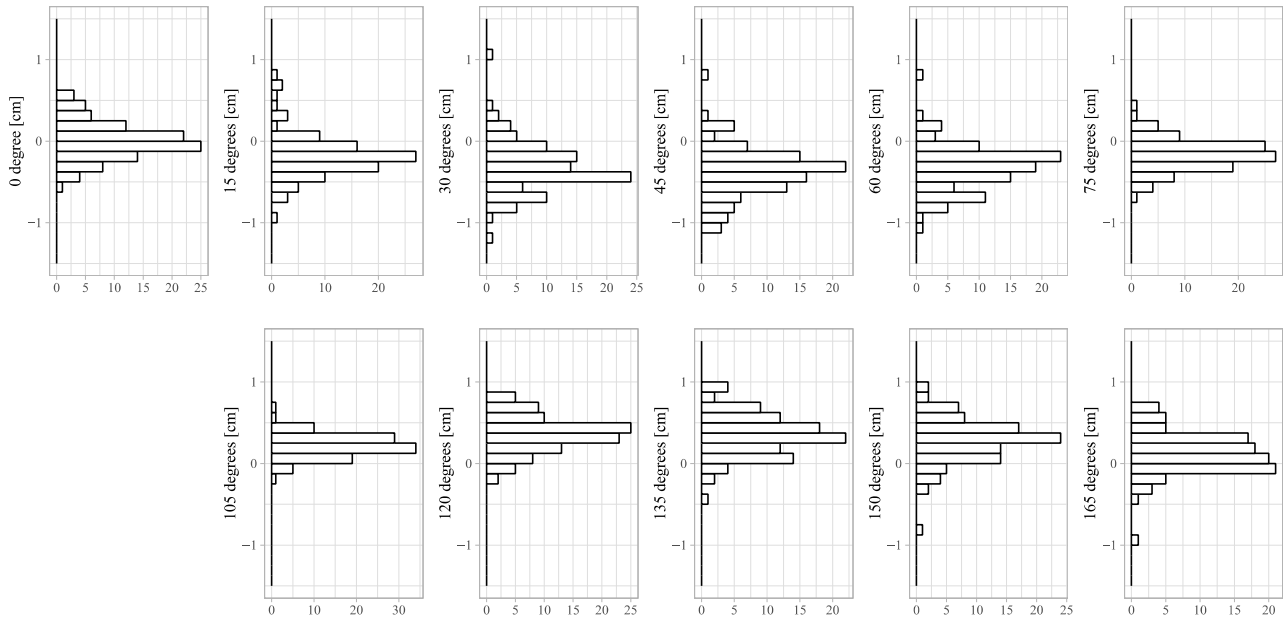 0 degree [cm]
1
0
−1
0 5 10 15 20 25
15 degrees [cm]
1
0
−1
0 10 20
30 degrees [cm]
1
0
−1
0 5 10 15 20 25
45 degrees [cm]
1
0
−1
0 5 10 15 20
60 degrees [cm]
1
0
−1
0 5 10 15 20
75 degrees [cm]
1
0
−1
0 10 20
105 degrees [cm]
1
0
−1
0 10 20 30
120 degrees [cm]
1
0
−1
0 5 10 15 20 25
135 degrees [cm]
1
0
−1
0 5 10 15 20
150 degrees [cm]
1
0
−1
0 5 10 15 20 25
165 degrees [cm]
1
0
−1
0 5 10 15 20